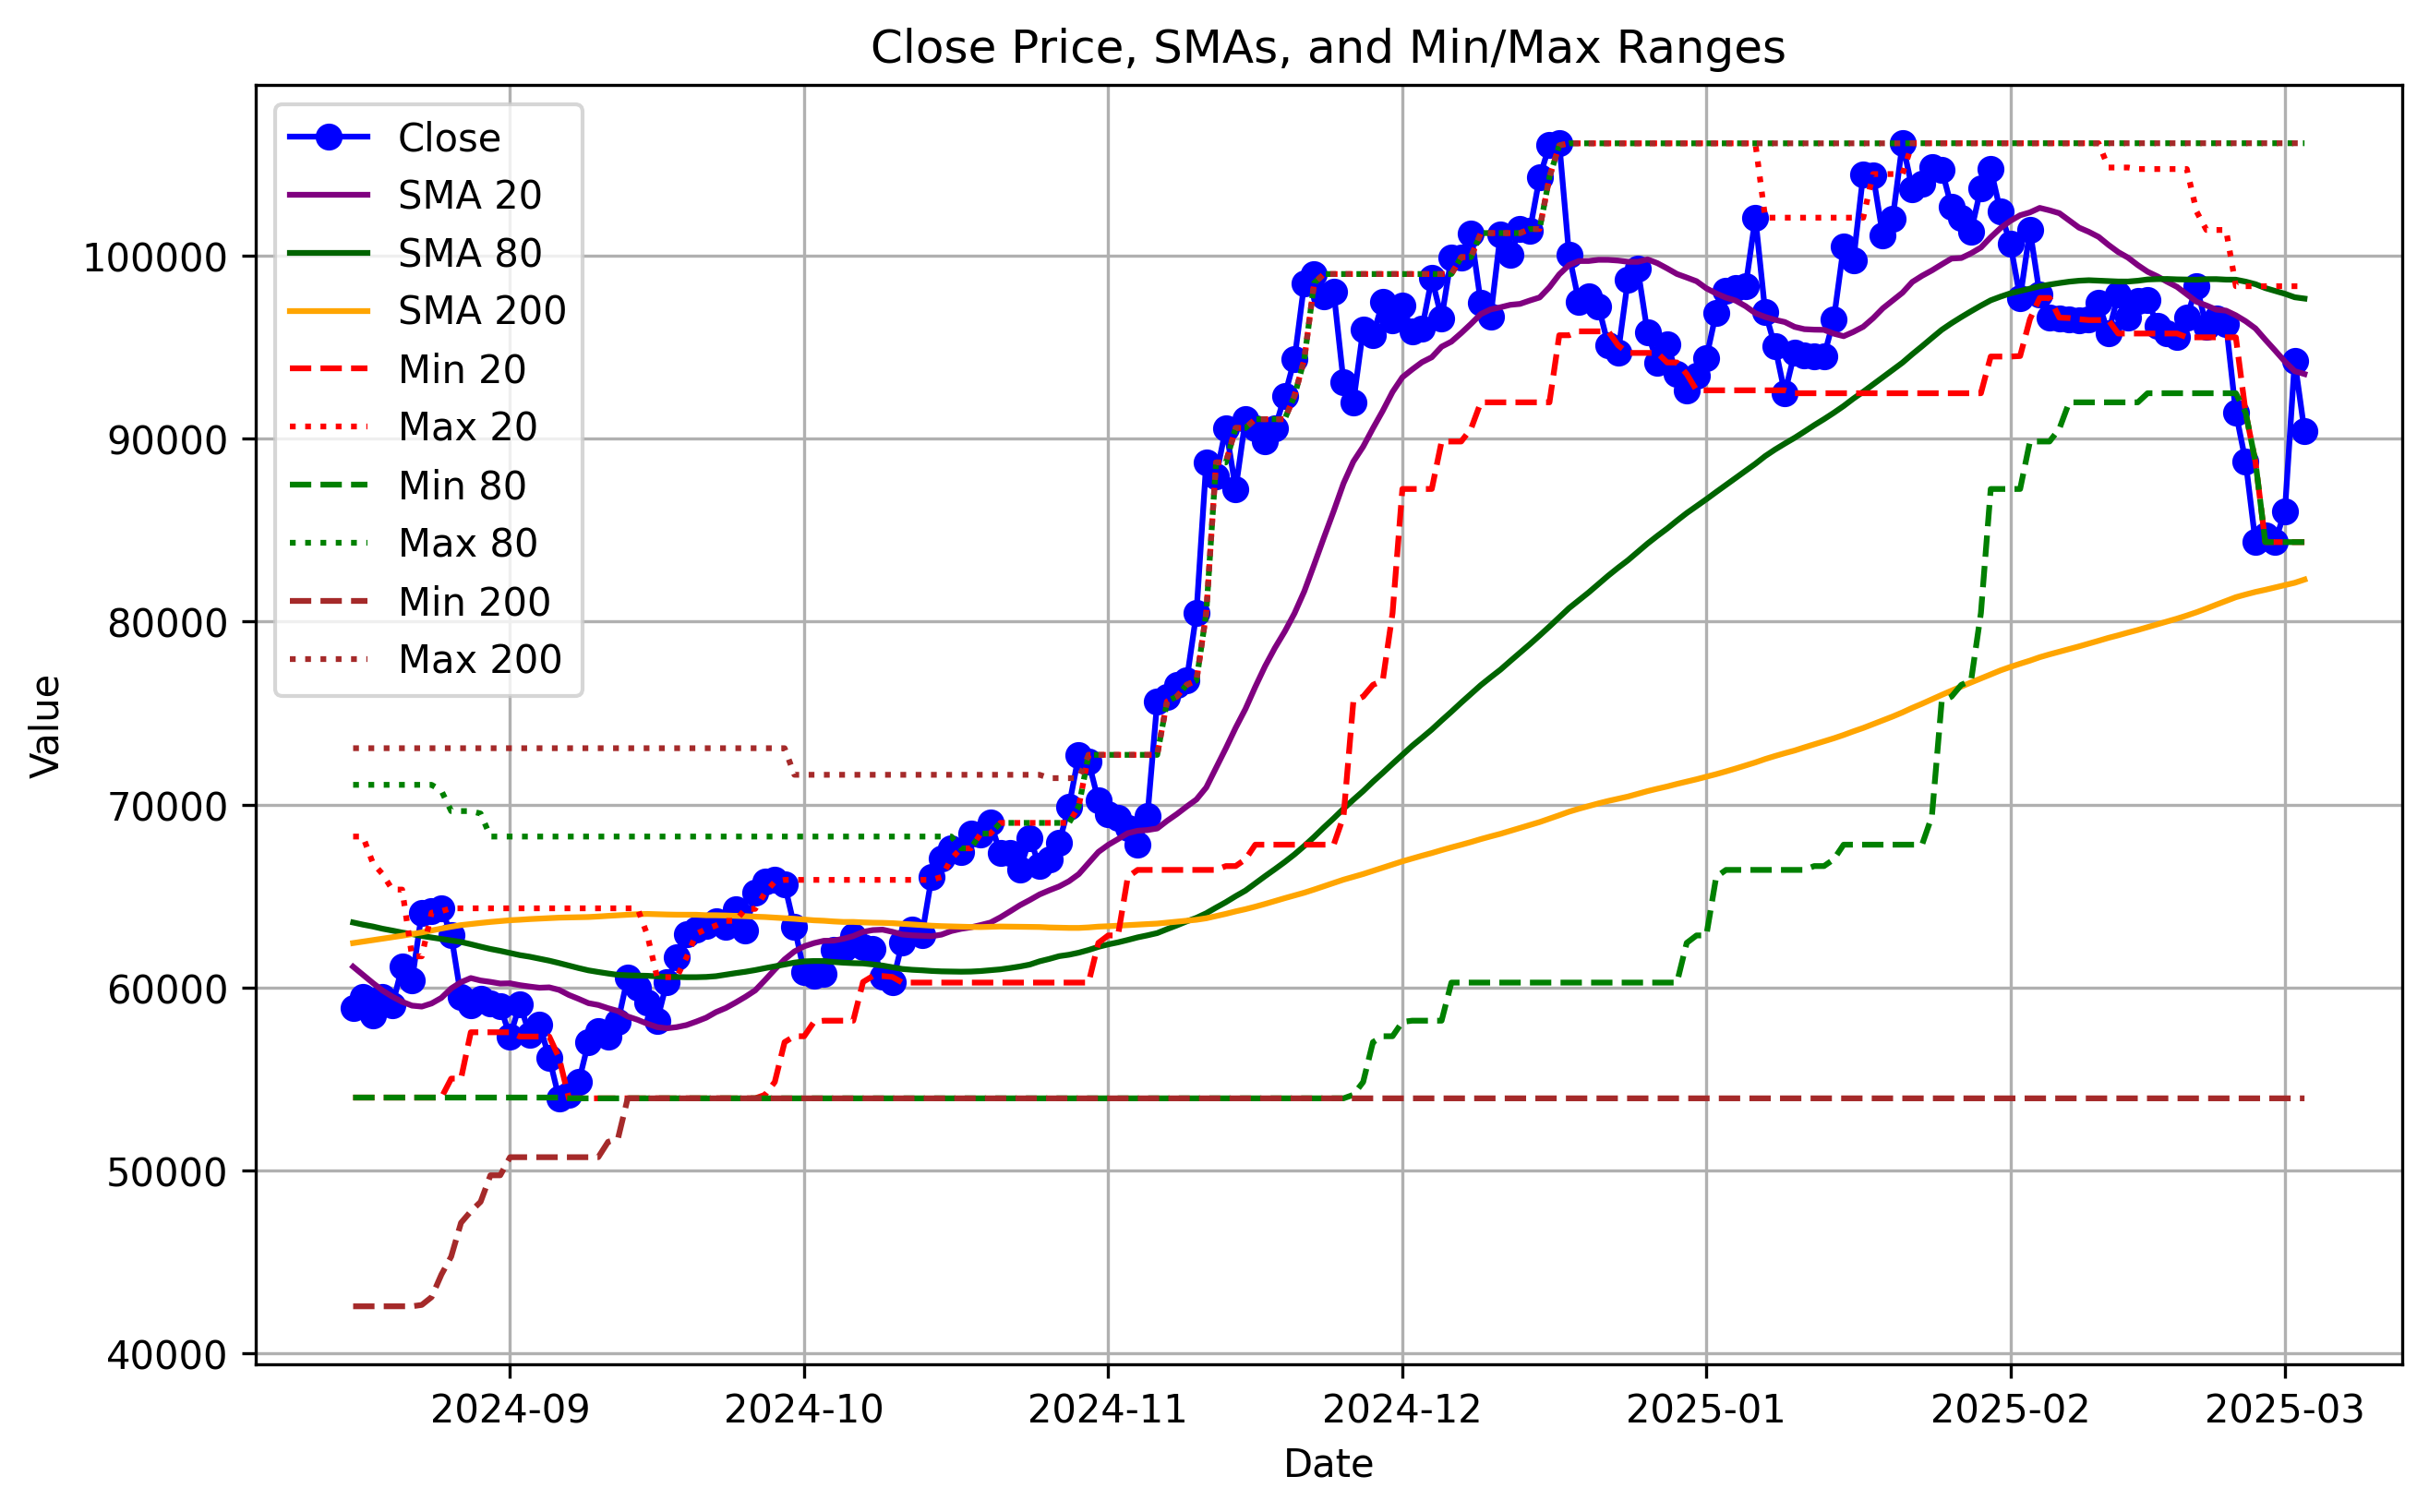 Close Price, SMAs, and Min/Max Ranges
Close
SMA 20
SMA 80
SMA 200
Min 20
Max 20
Min 80
Max 80
Min 200
Max 200
100000
90000
80000
70000
60000
50000
40000
Value
2024-09 2024-10 2024-11 2024-12 2025-01 2025-02 2025-03
Date